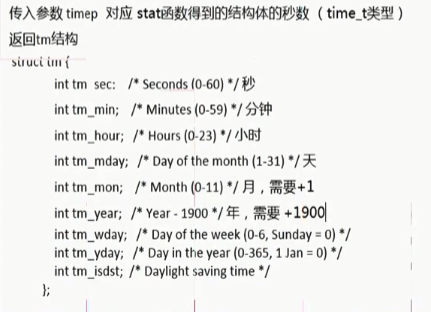 传入参数 timep 对应 stat函数得到的结构体的秒数（time_t类型）
返回tm结构
struct tm {
int tm_sec; /* Seconds (0-60) */ 秒
int tm_min; /* Minutes (0-59) */ 分钟
int tm_hour; /* Hours (0-23) */ 小时
int tm_mday; /* Day of the month (1-31) */ 天
int tm_mon; /* Month (0-11) */ 月，需要+1
int tm_year; /* Year - 1900 */ 年，需要 +1900
int tm_wday; /* Day of the week (0-6, Sunday = 0) */
int tm_yday; /* Day in the year (0-365, 1 Jan = 0) */
int tm_isdst; /* Daylight saving time */
};